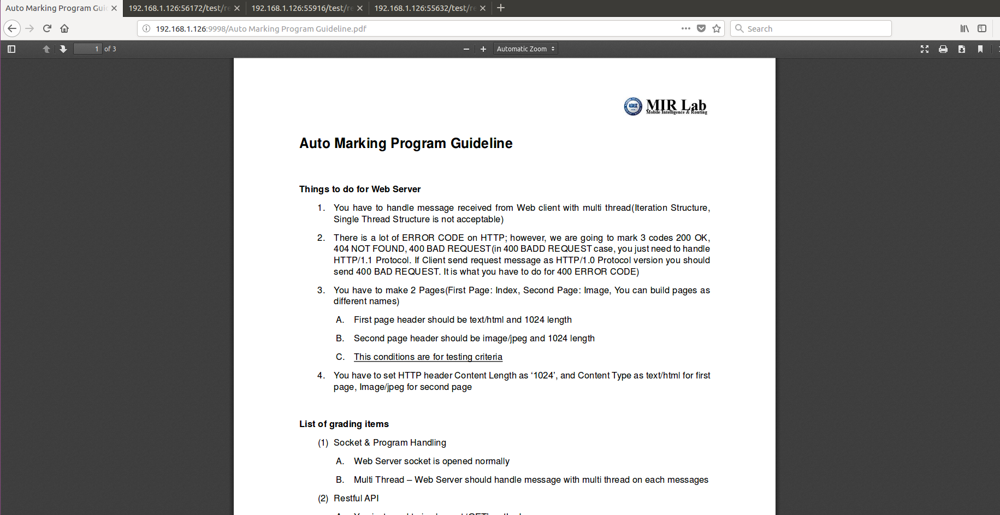 Auto Marking Program Gui
192.168.1.126:56172/test/re
192.168.1.126:55916/test/re
192.168.1.126:55632/test/re
192.168.1.126:9998/Auto Marking Program Guideline.pdf
Search
1 of 3
Automatic Zoom
MIR Lab
Mobile Intelligence & Routing
Auto Marking Program Guideline
Things to do for Web Server
1. You have to handle message received from Web client with multi thread(Iteration Structure,
Single Thread Structure is not acceptable)
2. There is a lot of ERROR CODE on HTTP; however, we are going to mark 3 codes 200 OK,
404 NOT FOUND, 400 BAD REQUEST(in 400 BADD REQUEST case, you just need to handle
HTTP/1.1 Protocol. If Client send request message as HTTP/1.0 Protocol version you should
send 400 BAD REQUEST. It is what you have to do for 400 ERROR CODE)
3. You have to make 2 Pages(First Page: Index, Second Page: Image, You can build pages as
different names)
A. First page header should be text/html and 1024 length
B. Second page header should be image/jpeg and 1024 length
C. This conditions are for testing criteria
4. You have to set HTTP header Content Length as ‘1024’, and Content Type as text/html for first
page, Image/jpeg for second page
List of grading items
(1) Socket & Program Handling
A. Web Server socket is opened normally
B. Multi Thread – Web Server should handle message with multi thread on each messages
(2) Restful API